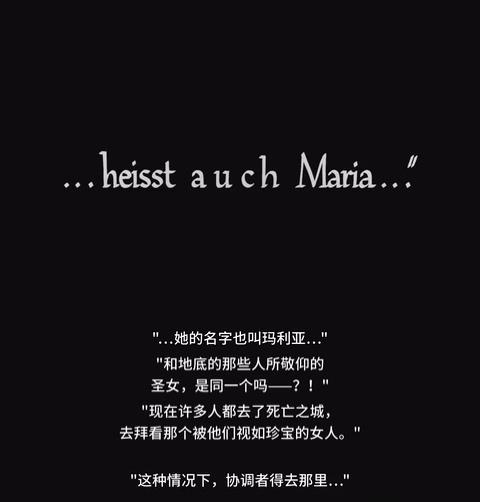 ...heisst auch Maria..."
"…她的名字也叫玛利亚…"
"和地底的那些人所敬仰的
圣女，是同一个吗——？！"
"现在许多人都去了死亡之城，
去拜看那个被他们视如珍宝的女人。"
"这种情况下，协调者得去那里…"